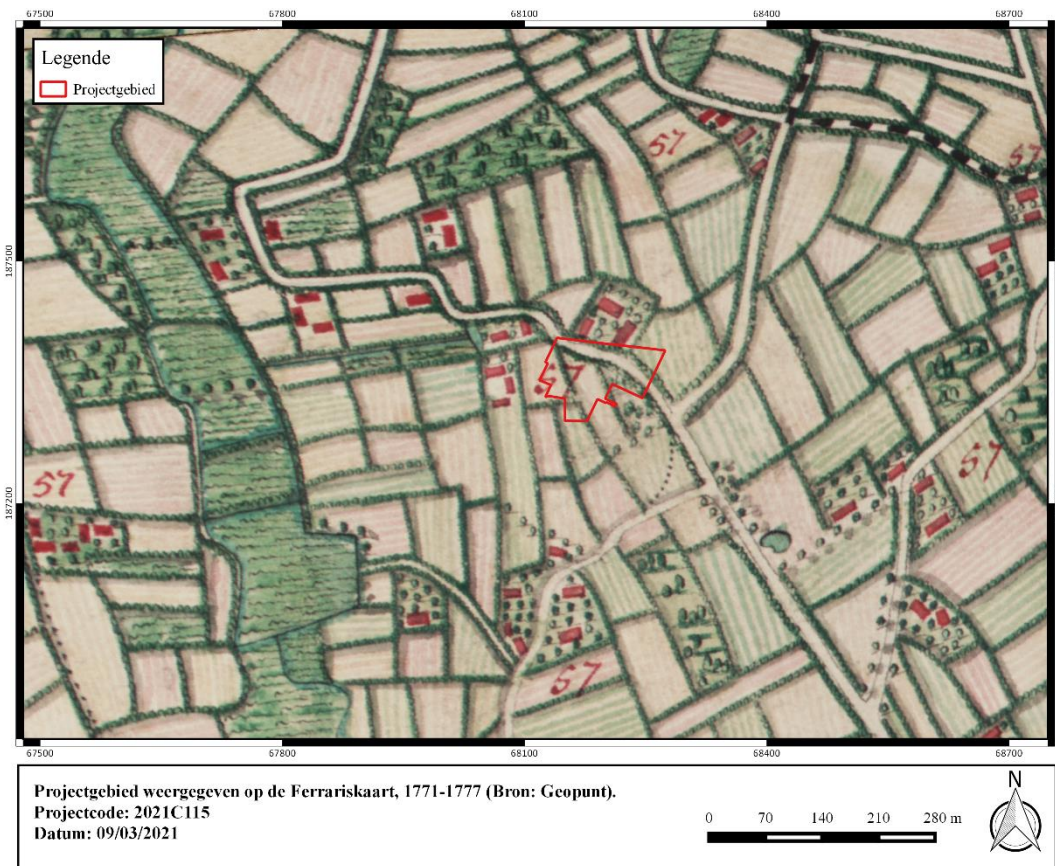 67500 67800 68100 68400 68700
Legende
Projectgebied
57
57
187500
57
57
57
187200
57
67500 67800 68100 68400 68700
Projectgebied weergegeven op de Ferrariskaart, 1771-1777 (Bron: Geopunt).
Projectcode: 2021C115
Datum: 09/03/2021
0 70 140 210 280 m
N